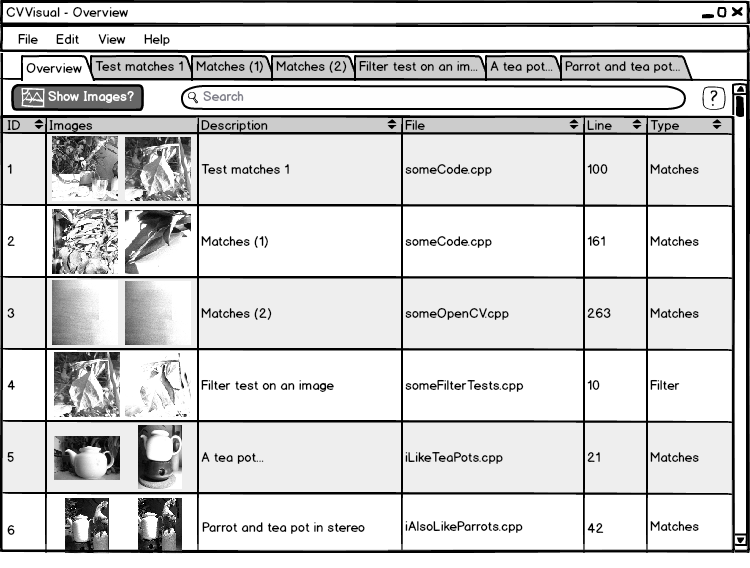 CVVisual - Overview
File Edit View Help
Overview Test matches 1 Matches (1) Matches (2) Filter test on an im... A tea pot... Parrot and tea pot...
Show Images? Search ?
ID Images Description File Line Type
1 Test matches 1 someCode.cpp 100 Matches
2 Matches (1) someCode.cpp 161 Matches
3 Matches (2) someOpenCV.cpp 263 Matches
4 Filter test on an image someFilterTests.cpp 10 Filter
5 A tea pot... iLikeTeaPots.cpp 21 Matches
6 Parrot and tea pot in stereo iAlsoLikeParrots.cpp 42 Matches